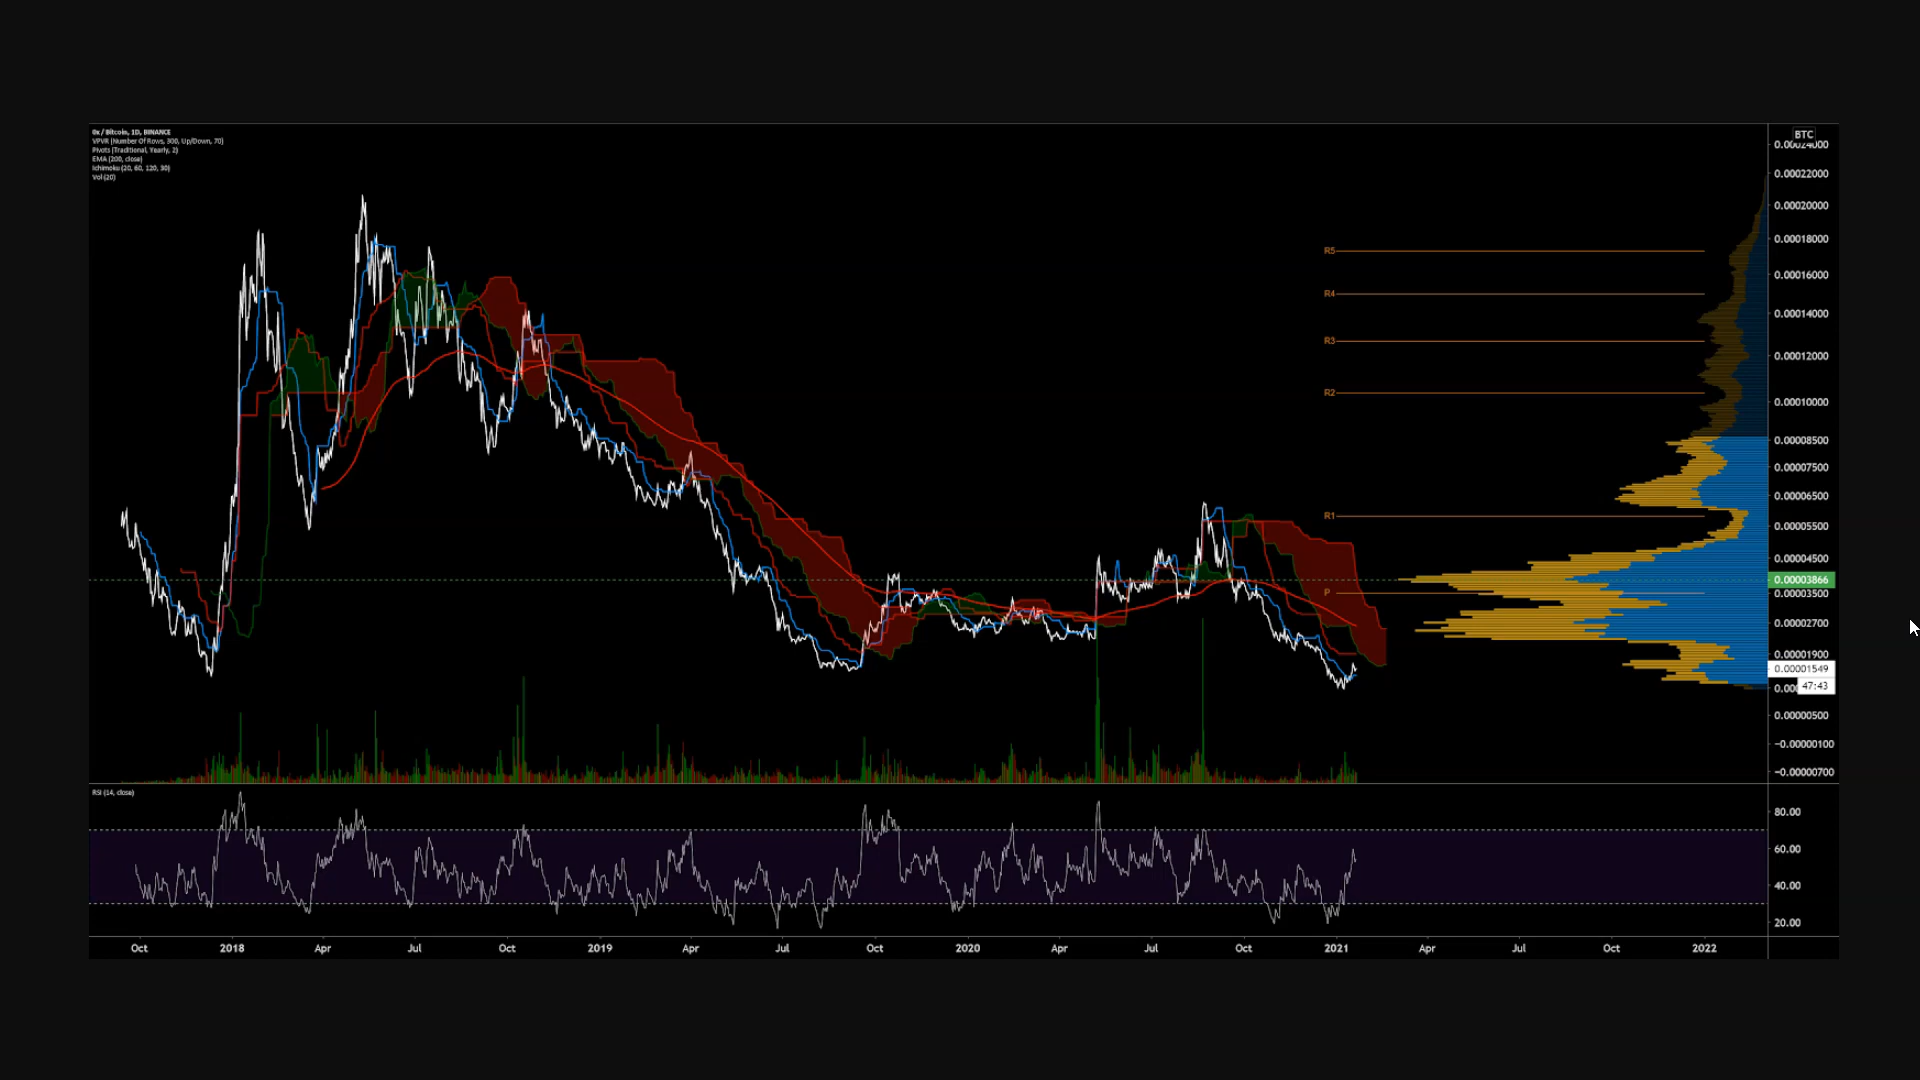 0x / Bitcoin, 1D, BINANCE
VPVR (Number Of Rows, 300, Up/Down, 70)
Pivots (Traditional, Yearly, 2)
EMA (200, close)
Ichimoku (20, 60, 120, 30)
Vol (20)
BTC
0.00024000
0.00022000
0.00020000
0.00018000
R5
0.00016000
R4
0.00014000
R3
0.00012000
R2
0.00010000
0.00008500
0.00007500
0.00006500
R1
0.00005500
0.00004500
0.00003866
P
0.00003500
0.00002700
0.00001900
0.00001549
47:43
0.00000500
−0.00000100
−0.00000700
RSI (14, close)
80.00
60.00
40.00
20.00
Oct 2018 Apr Jul Oct 2019 Apr Jul Oct 2020 Apr Jul Oct 2021 Apr Jul Oct 2022